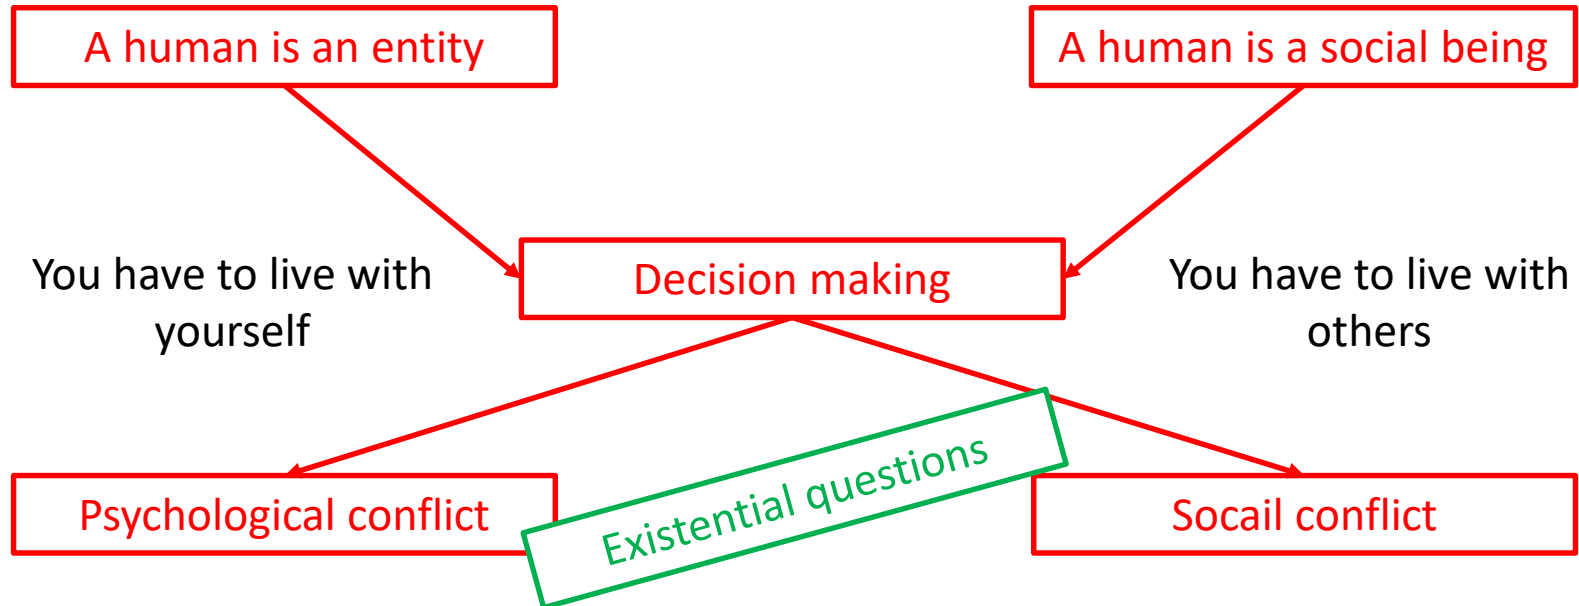 A human is an entity
A human is a social being
You have to live with
yourself
Decision making
You have to live with
others
Psychological conflict
Existential questions
Socail conflict